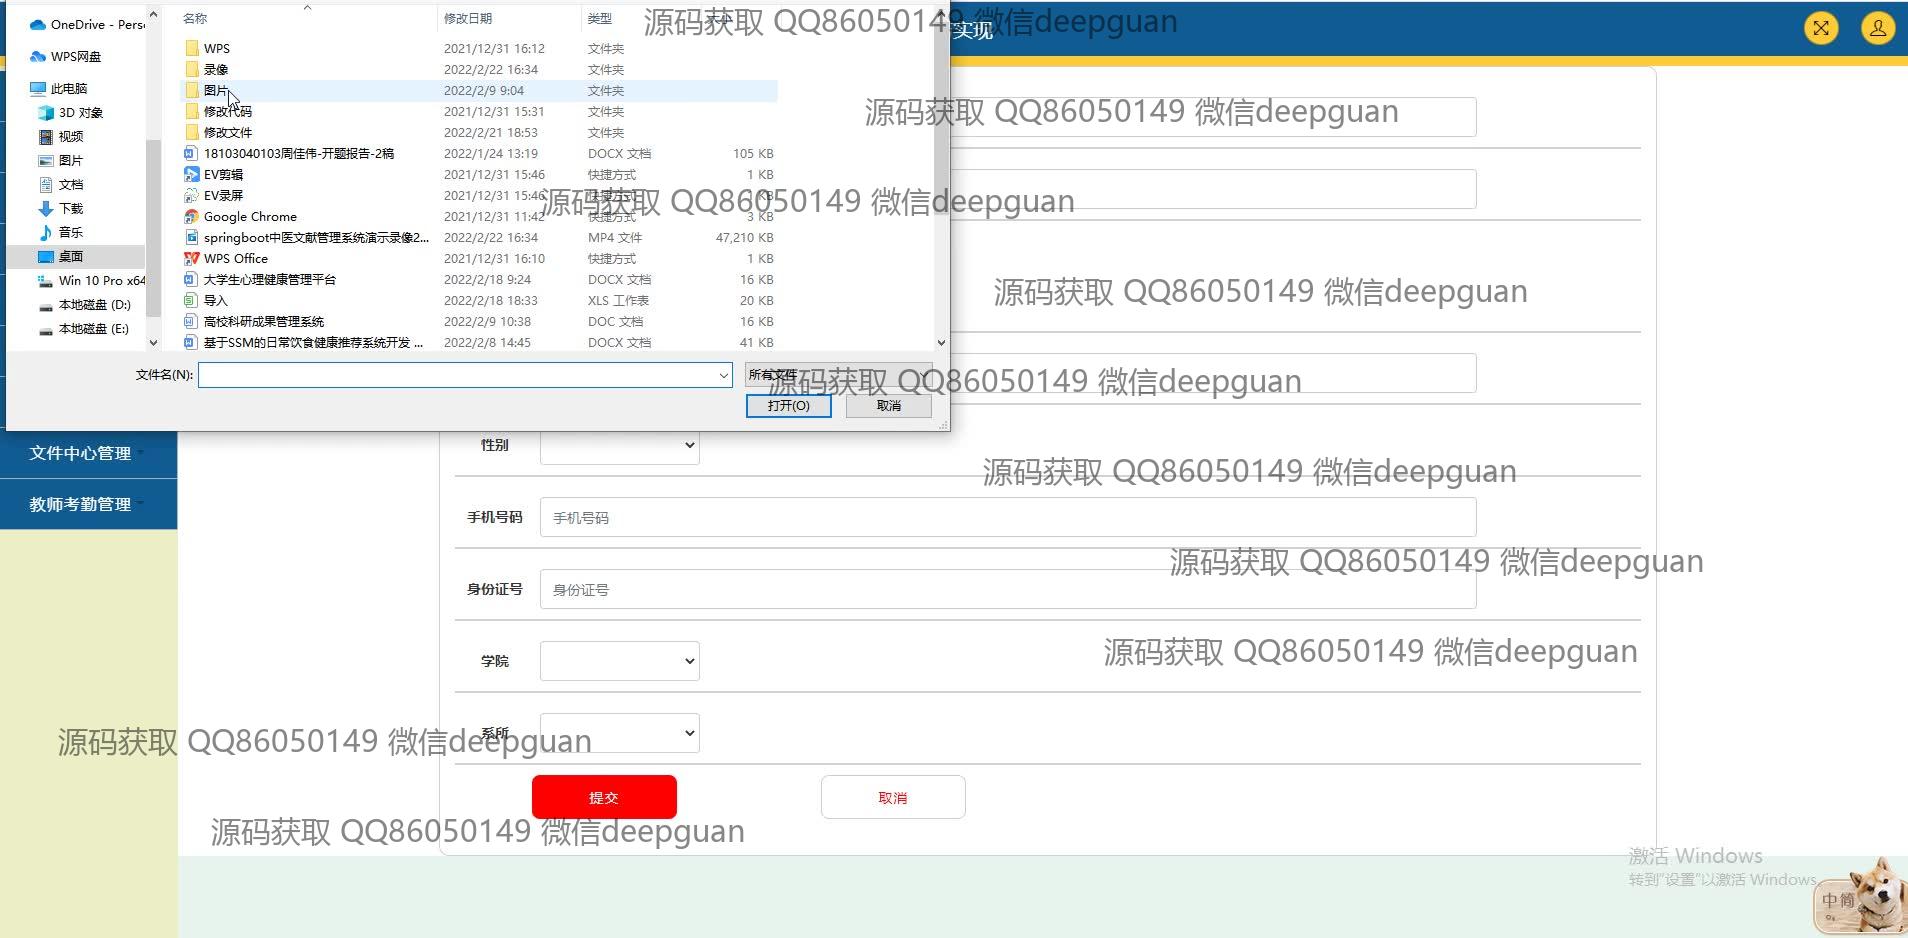 OneDrive - Pers
WPS网盘
此电脑
3D 对象
视频
图片
文档
下载
音乐
桌面
Win 10 Pro x64
本地磁盘 (D:)
本地磁盘 (E:)
名称 修改日期 类型
WPS 2021/12/31 16:12 文件夹
录像 2022/2/22 16:34 文件夹
图片 2022/2/9 9:04 文件夹
修改代码 2021/12/31 15:31 文件夹
修改文件 2022/2/21 18:53 文件夹
18103040103周佳伟-开题报告-2稿 2022/1/24 13:19 DOCX 文档 105 KB
EV剪辑 2021/12/31 15:46 快捷方式 1 KB
EV录屏 2021/12/31 15:46 快捷方式 1 KB
Google Chrome 2021/12/31 11:42 快捷方式 3 KB
springboot中医文献管理系统演示录像2... 2022/2/22 16:34 MP4 文件 47,210 KB
WPS Office 2021/12/31 16:10 快捷方式 1 KB
大学生心理健康管理平台 2022/2/18 9:24 DOCX 文档 16 KB
导入 2022/2/18 18:33 XLS 工作表 20 KB
高校科研成果管理系统 2022/2/9 10:38 DOC 文档 16 KB
基于SSM的日常饮食健康推荐系统开发 ... 2022/2/8 14:45 DOCX 文档 41 KB
文件名(N): 所有文件
打开(O) 取消
实现
源码获取 QQ86050149 微信deepguan
源码获取 QQ86050149 微信deepguan
源码获取 QQ86050149 微信deepguan
源码获取 QQ86050149 微信deepguan
源码获取 QQ86050149 微信deepguan
文件中心管理
教师考勤管理
性别
源码获取 QQ86050149 微信deepguan
手机号码 手机号码
源码获取 QQ86050149 微信deepguan
身份证号 身份证号
学院
源码获取 QQ86050149 微信deepguan
系所
源码获取 QQ86050149 微信deepguan
提交 取消
源码获取 QQ86050149 微信deepguan
激活 Windows
转到"设置"以激活 Windows
中简